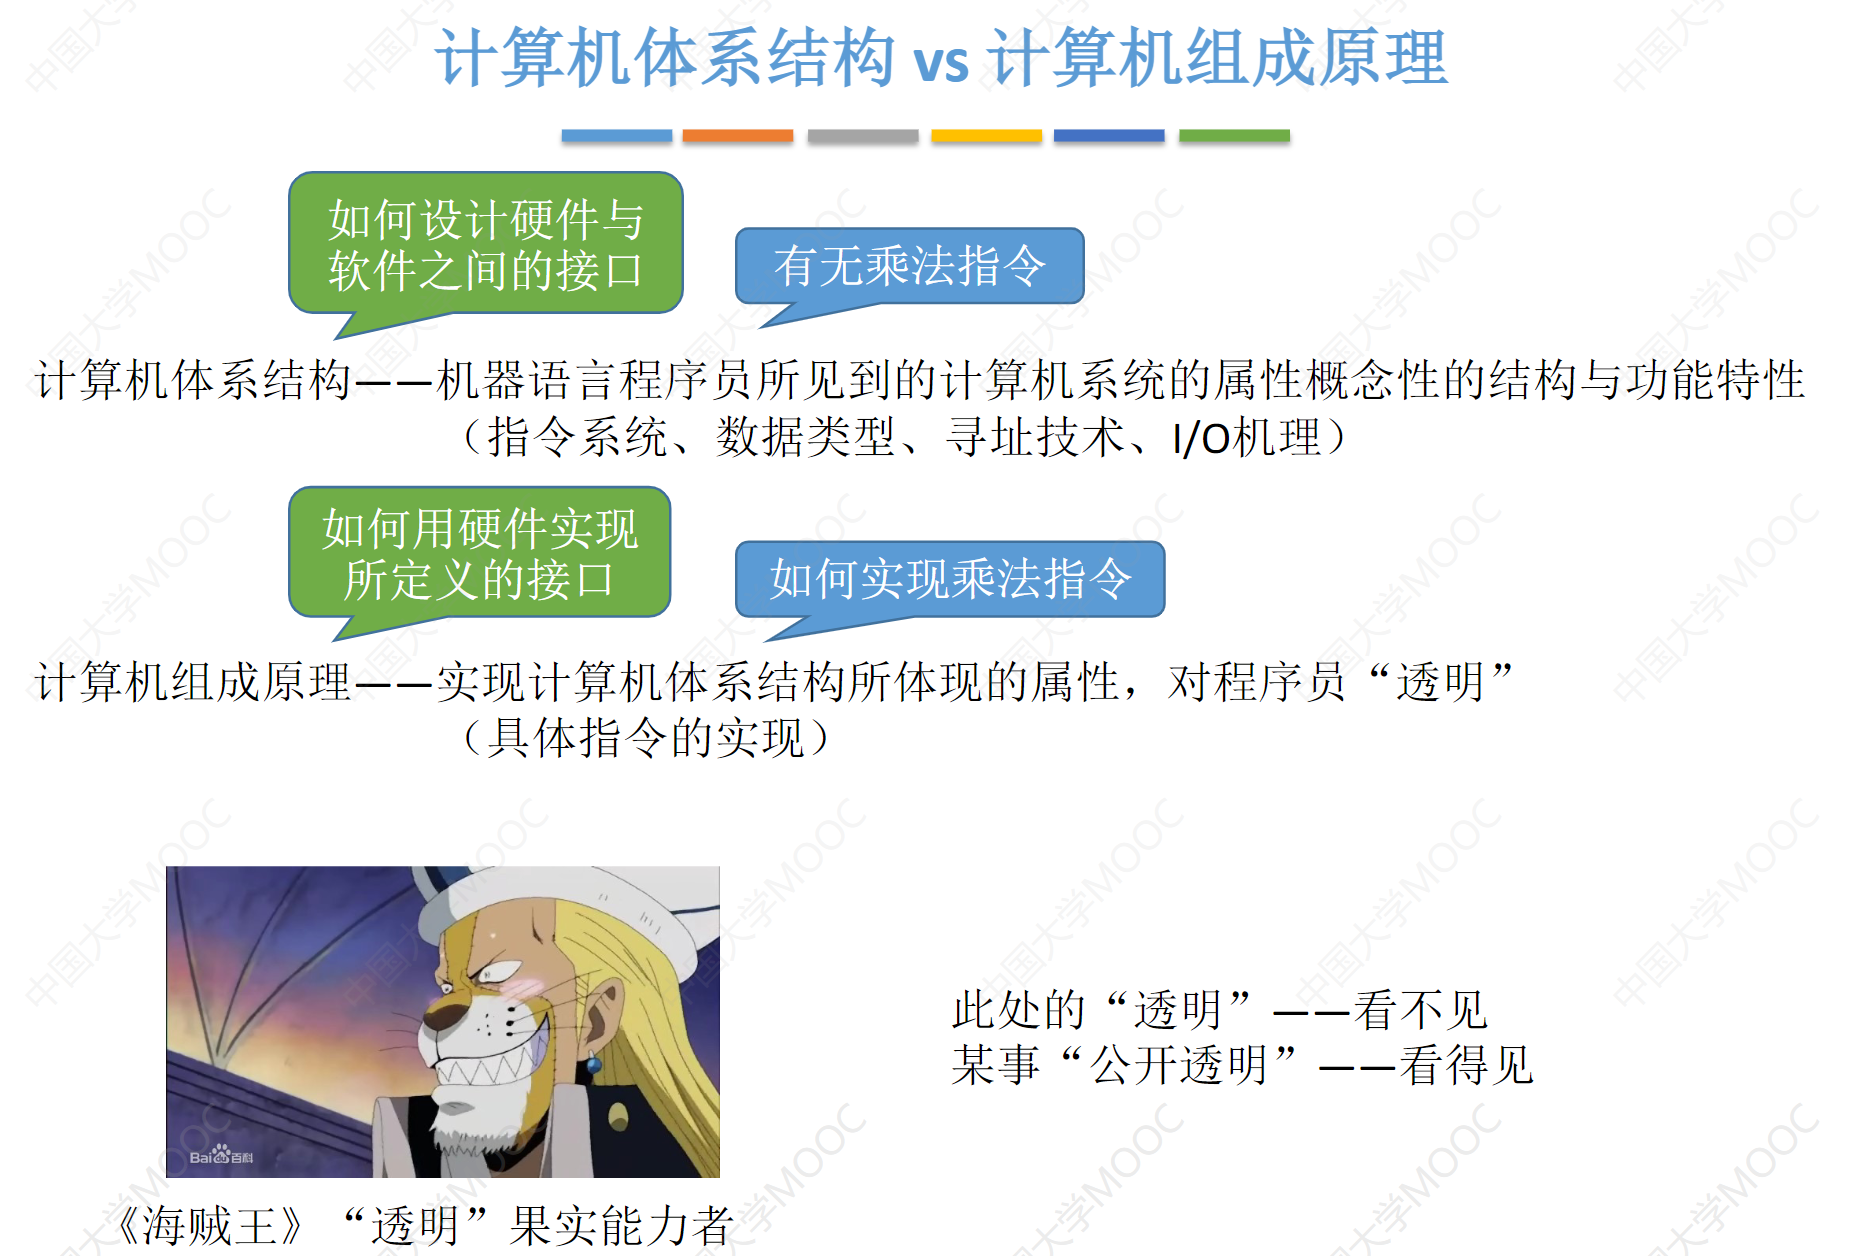 计算机体系结构 vs 计算机组成原理
如何设计硬件与
软件之间的接口
有无乘法指令
计算机体系结构——机器语言程序员所见到的计算机系统的属性概念性的结构与功能特性
（指令系统、数据类型、寻址技术、I/O机理）
如何用硬件实现
所定义的接口
如何实现乘法指令
计算机组成原理——实现计算机体系结构所体现的属性，对程序员“透明”
（具体指令的实现）
此处的“透明”——看不见
某事“公开透明”——看得见
Bai百科
《海贼王》“透明”果实能力者
中国大学MOOC